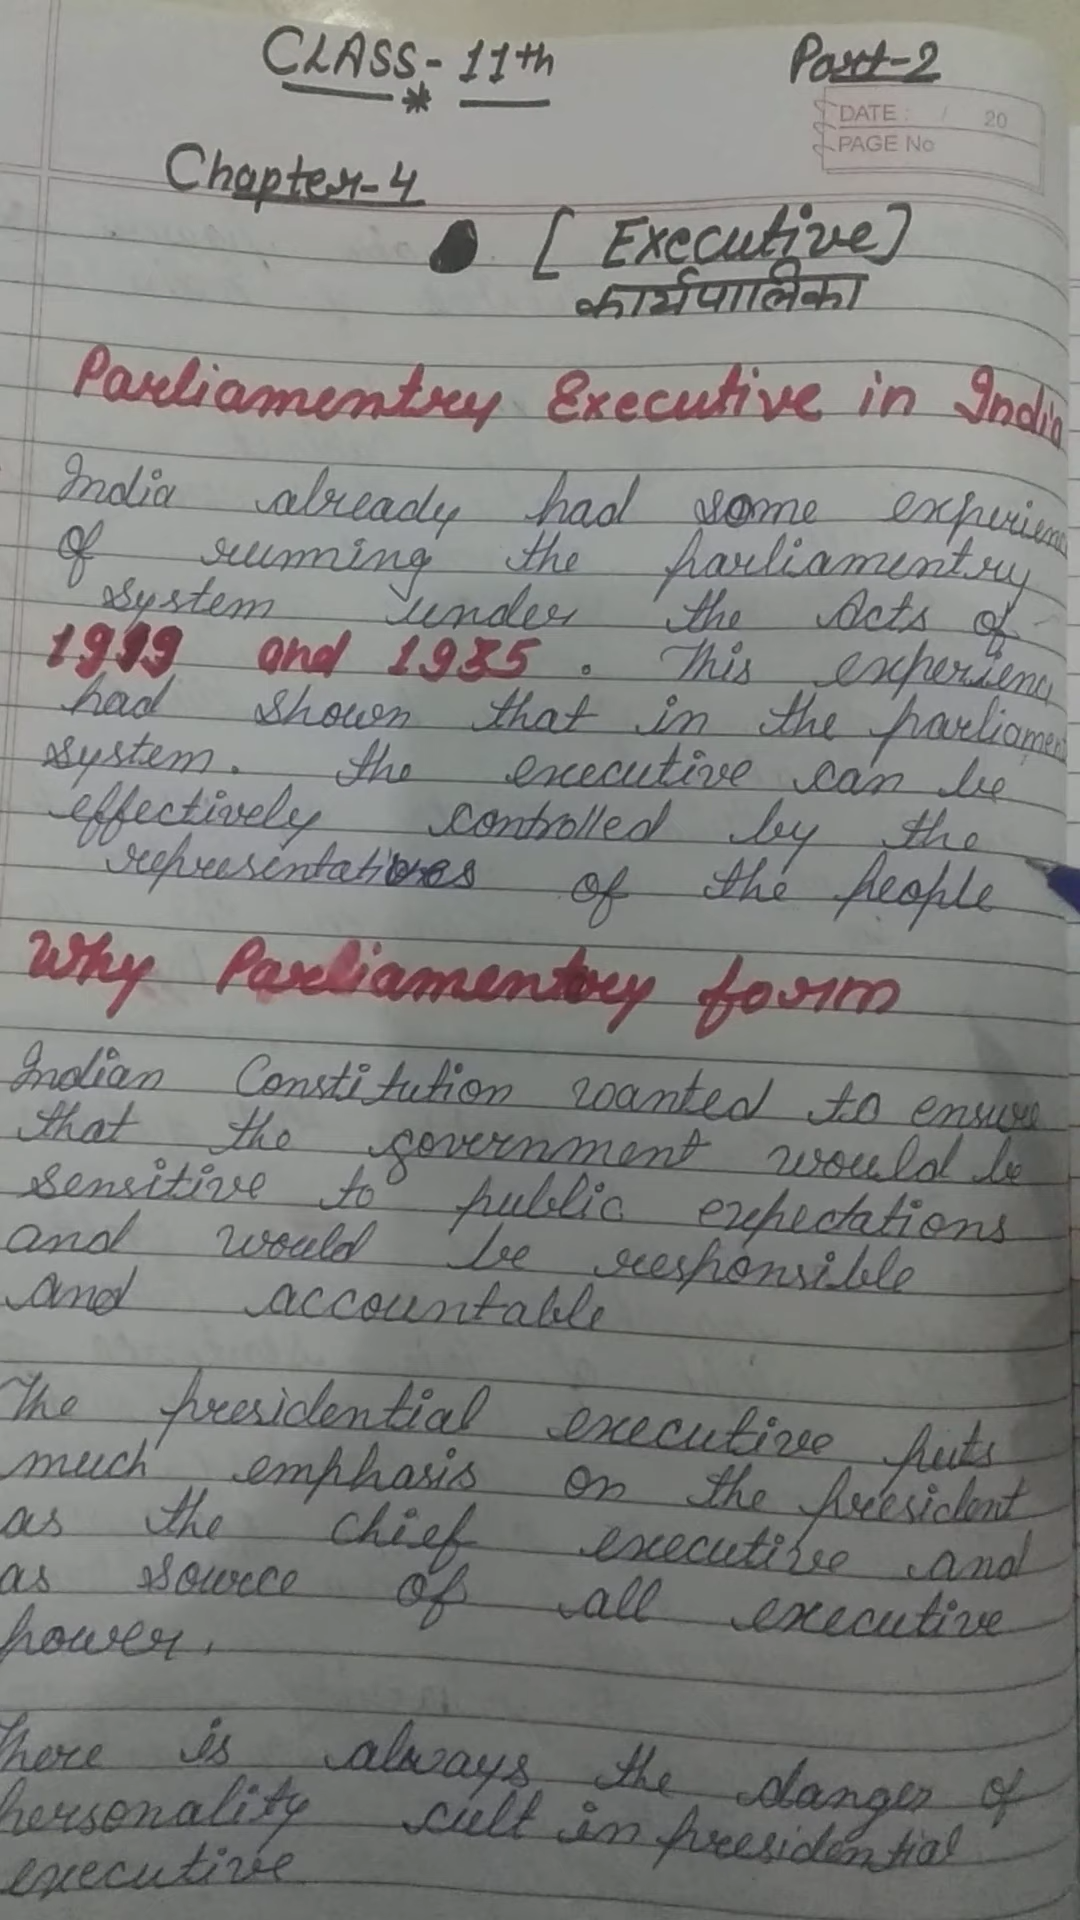 CLASS - 11th
Part-2
DATE: / 20
PAGE No
Chapter-4
[ Executive ]
कार्यपालिका
Parliamentry Executive in India
India already had some experienc
of running the parliamentry
system under the Acts of
1919 and 1935. This experienc
had shown that in the parliamen
system. the executive can be
effectively controlled by the
representatives of the people
Why Parliamentory form
Indian Constitution wanted to ensure
that the government would be
sensitive to public expectations
and would be responsible
and accountable
The presidential executive puts
much emphasis on the president
as the chief executive and
as source of all executive
power.
There is always the danger of
personality cult in presidential
executive